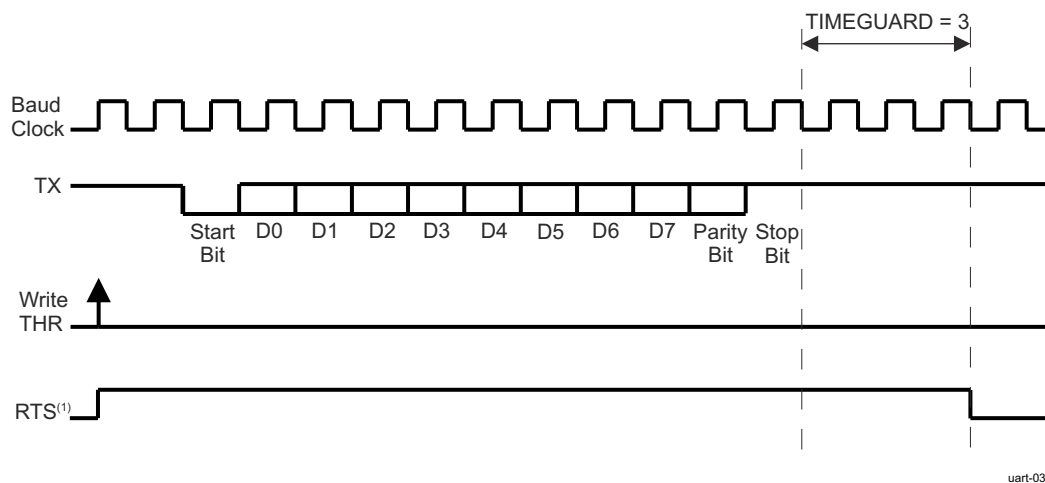 TIMEGUARD = 3
Baud
Clock
TX
Start D0 D1 D2 D3 D4 D5 D6 D7 Parity Stop
Bit Bit Bit
Write
THR
RTS(1)
uart-03